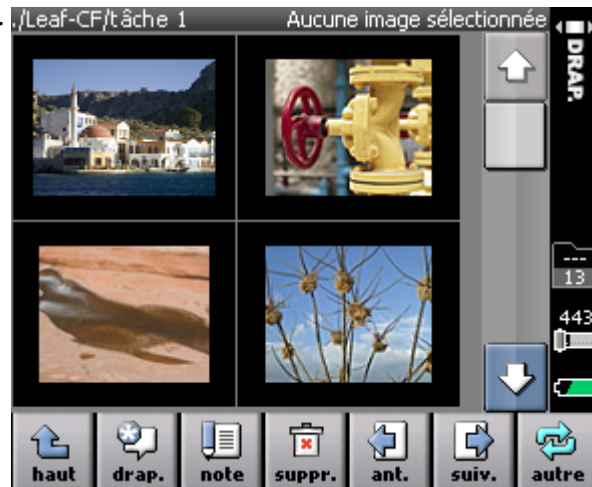 ./Leaf-CF/tâche 1 Aucune image sélectionnée
DRAP.
---
13
443
haut drap. note suppr. ant. suiv. autre